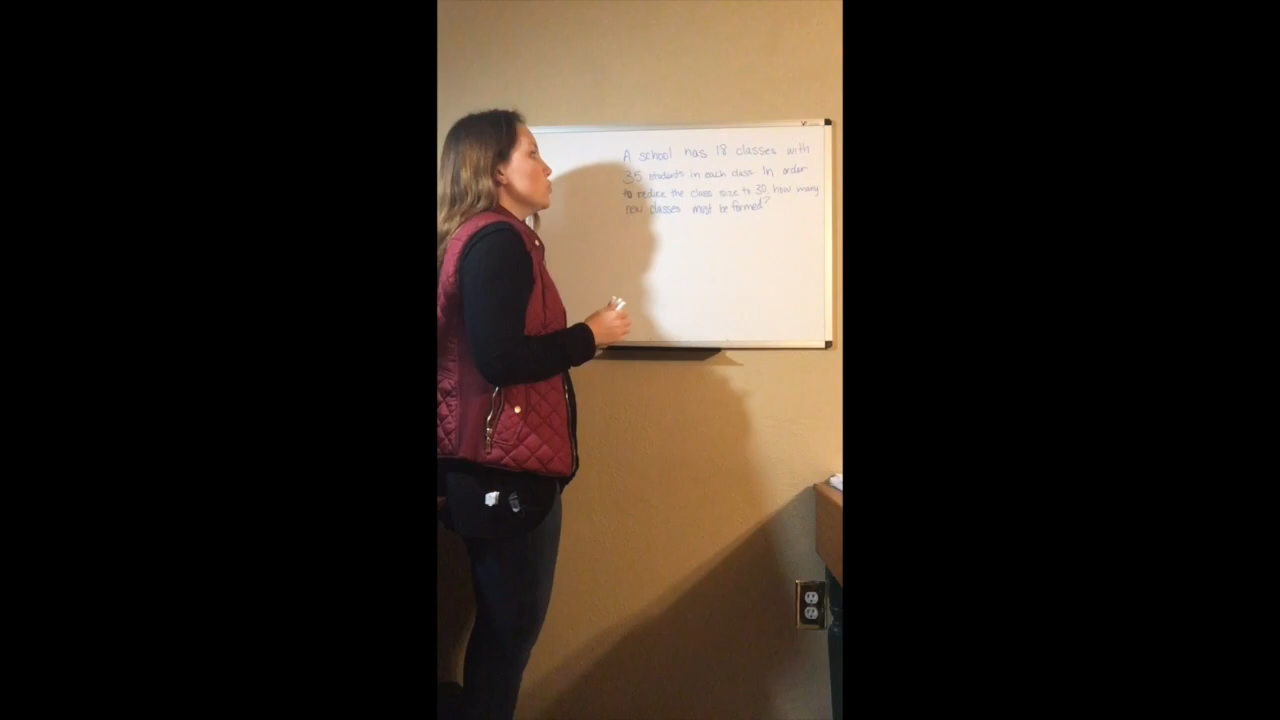 A school has 18 classes with
35 students in each class. In order
to reduce the class size to 30, how many
new classes must be formed?